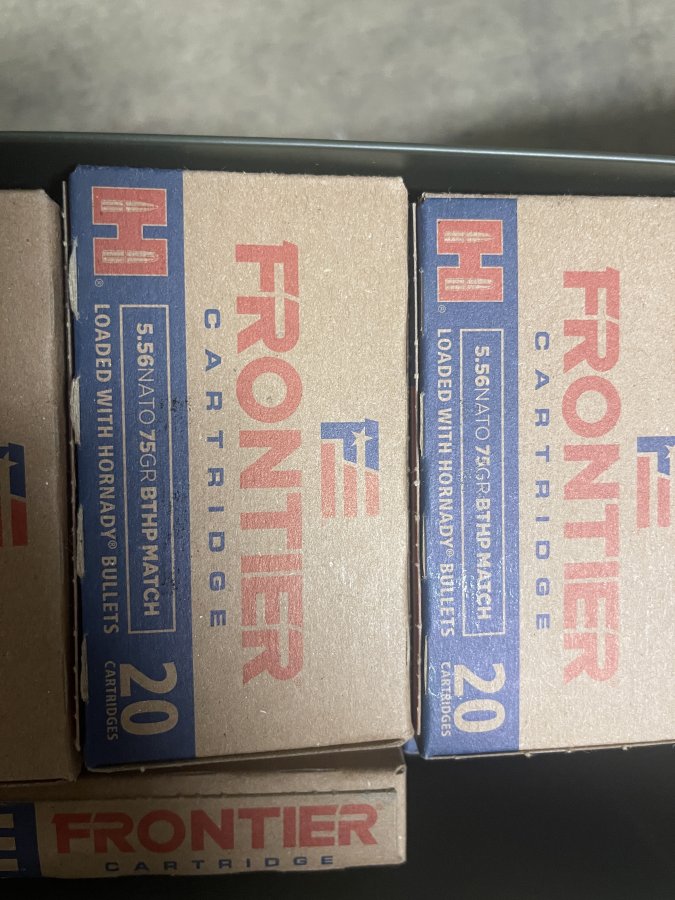 FRONTIER
CARTRIDGE
5.56 NATO 75GR BTHP MATCH
LOADED WITH HORNADY® BULLETS
20
CARTRIDGES
FRONTIER
CARTRIDGE
5.56 NATO 75GR BTHP MATCH
LOADED WITH HORNADY® BULLETS
20
CARTRIDGES
FRONTIER
CARTRIDGE